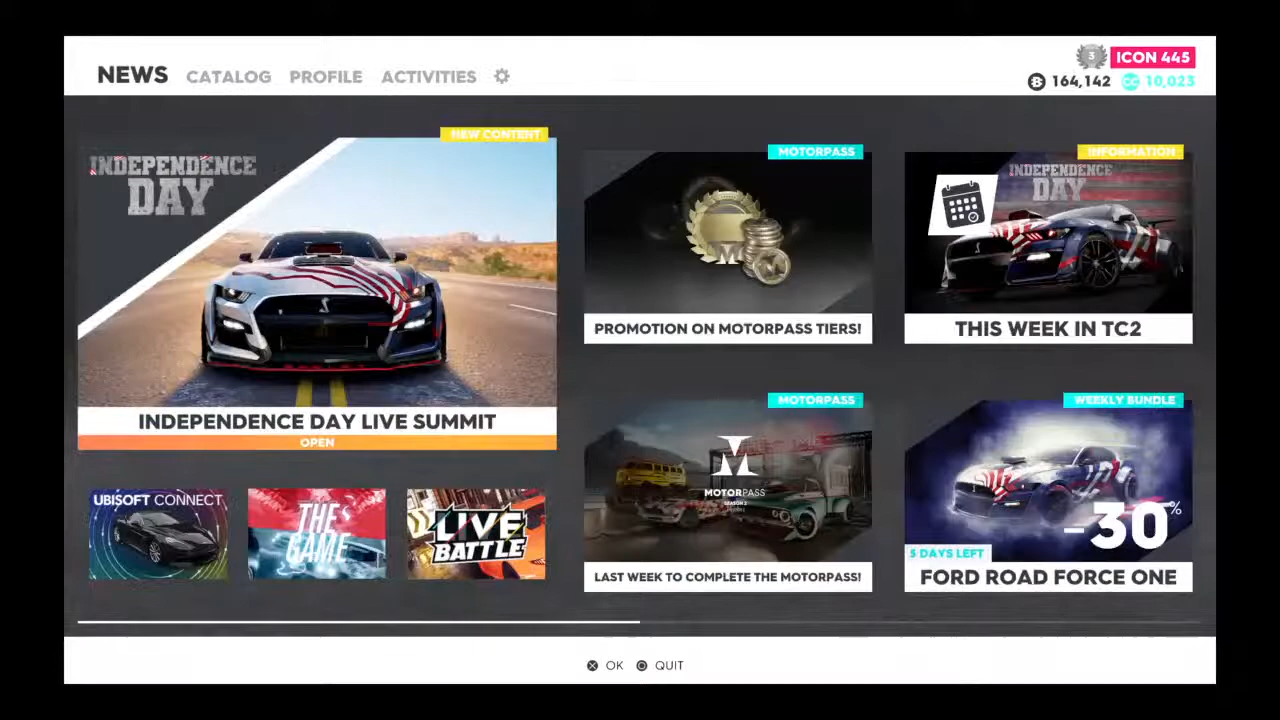 NEWS CATALOG PROFILE ACTIVITIES
3 ICON 445
164,142 CC 10,023
NEW CONTENT
INDEPENDENCE
DAY
INDEPENDENCE DAY LIVE SUMMIT
OPEN
MOTORPASS
PROMOTION ON MOTORPASS TIERS!
INFORMATION
INDEPENDENCE
DAY
THIS WEEK IN TC2
UBISOFT CONNECT
THE
GAME
LIVE
BATTLE
MOTORPASS
MOTORPASS
LAST WEEK TO COMPLETE THE MOTORPASS!
WEEKLY BUNDLE
-30%
5 DAYS LEFT
FORD ROAD FORCE ONE
OK QUIT